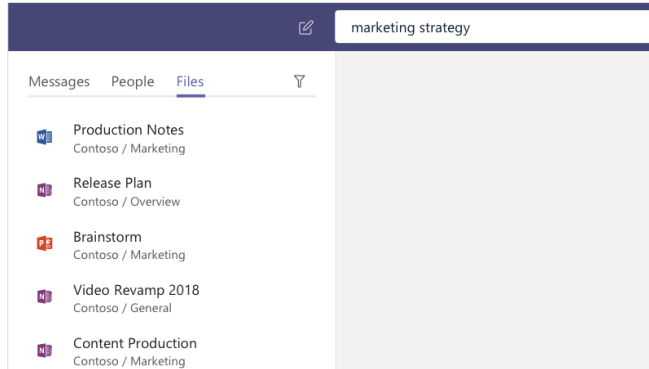 marketing strategy
Messages People Files
Production Notes
Contoso / Marketing
Release Plan
Contoso / Overview
Brainstorm
Contoso / Marketing
Video Revamp 2018
Contoso / General
Content Production
Contoso / Marketing